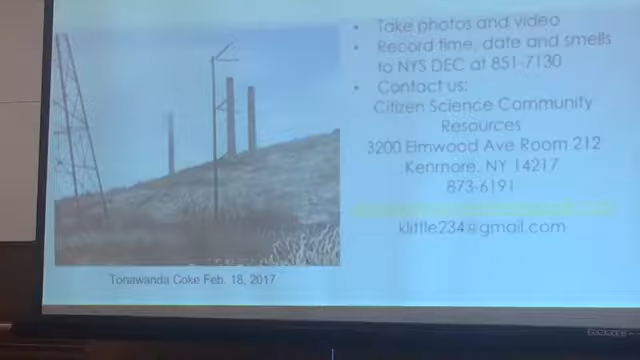 • Take photos and video
• Record time, date and smells
to NYS DEC at 851-7130
• Contact us:
Citizen Science Community
Resources
3200 Elmwood Ave Room 212
Kenmore, NY 14217
873-6191
klittle234@gmail.com
Tonawanda Coke Feb. 18, 2017